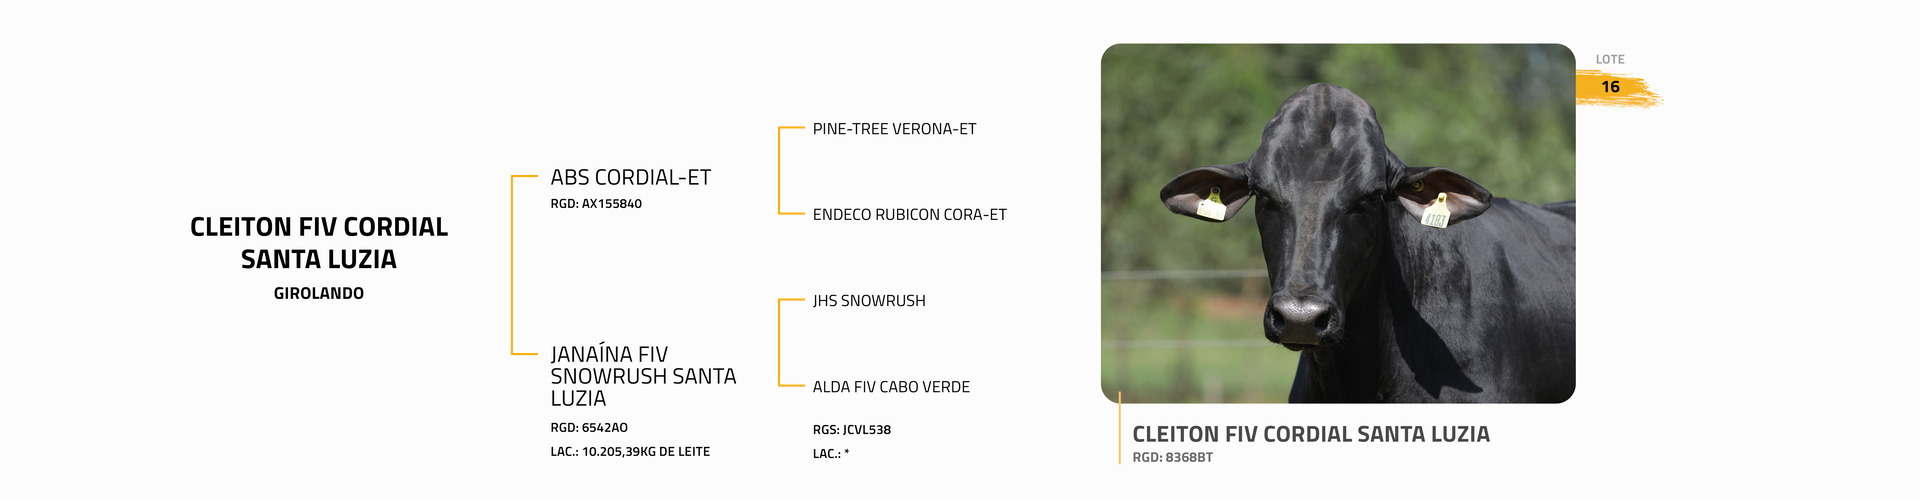 CLEITON FIV CORDIAL
SANTA LUZIA
GIROLANDO
ABS CORDIAL-ET
RGD: AX155840
JANAÍNA FIV
SNOWRUSH SANTA
LUZIA
RGD: 6542AO
LAC.: 10.205,39KG DE LEITE
PINE-TREE VERONA-ET
ENDECO RUBICON CORA-ET
JHS SNOWRUSH
ALDA FIV CABO VERDE
RGS: JCVL538
LAC.: *
LOTE
16
4183
CLEITON FIV CORDIAL SANTA LUZIA
RGD: 8368BT